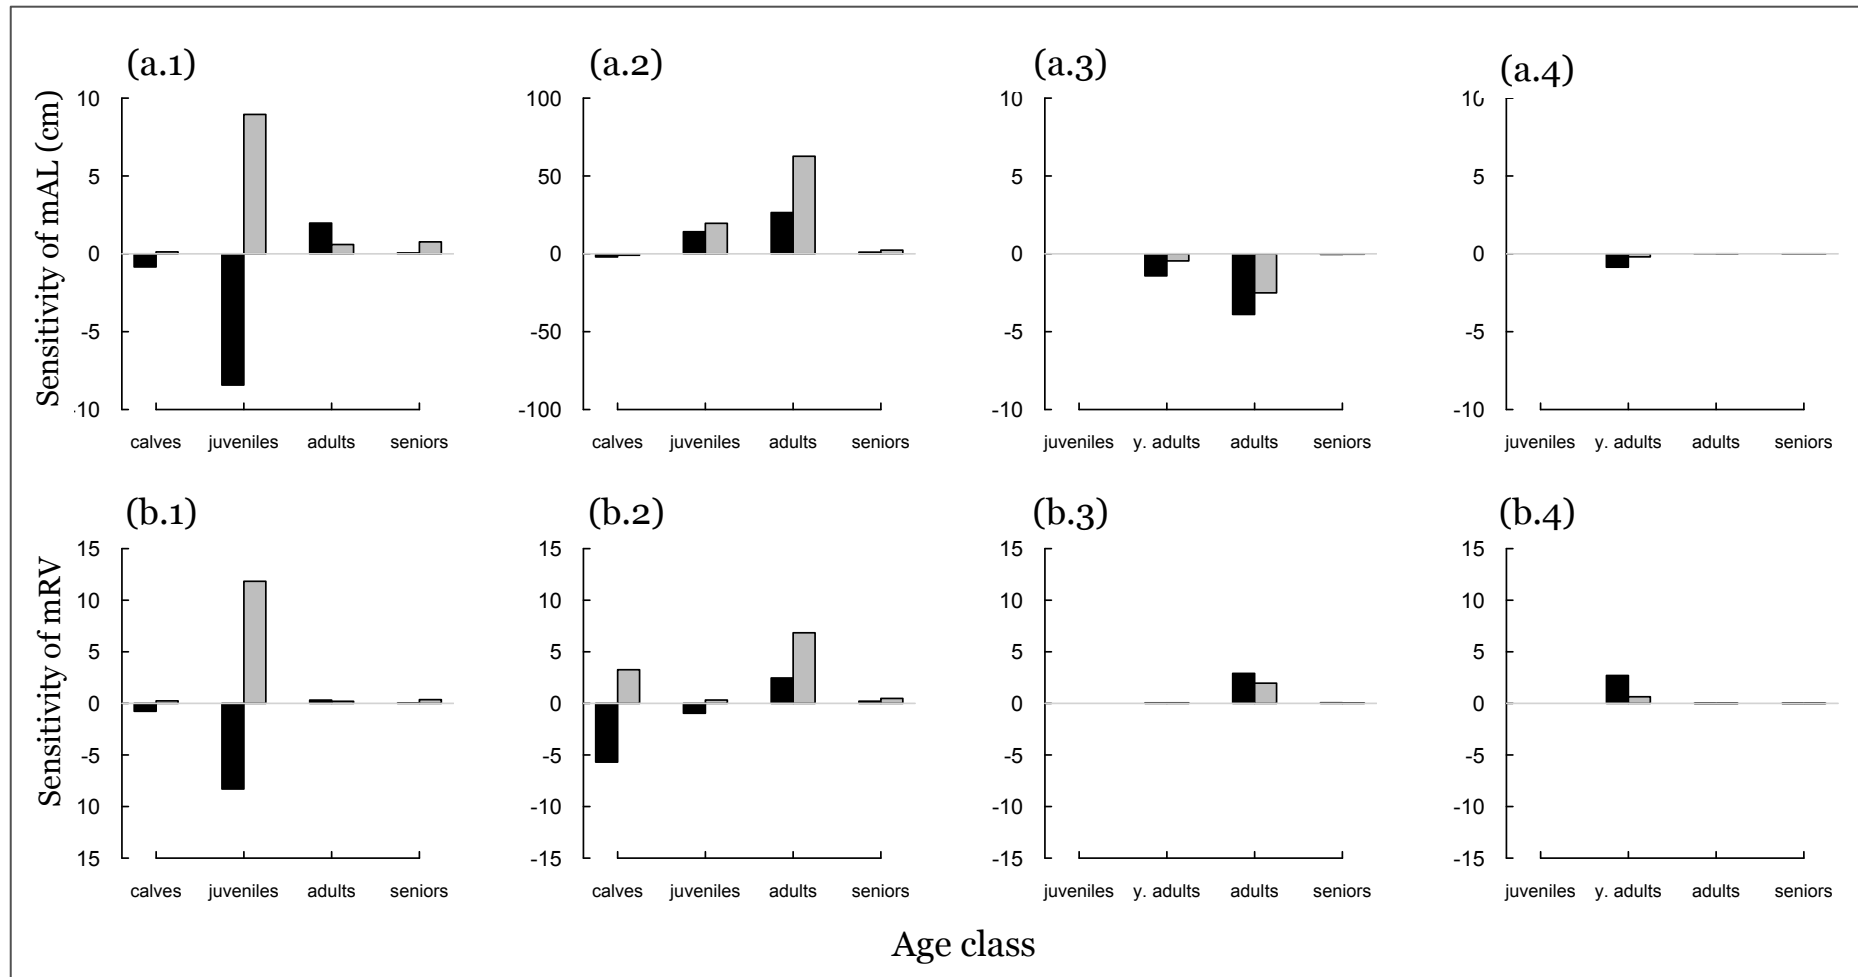 (a.1) (a.2) (a.3) (a.4)
Sensitivity of mAL (cm)
10 100 10 10
5 50 5 5
0 0 0 0
-5 -50 -5 -5
-10 -100 -10 -10
calves juveniles adults seniors calves juveniles adults seniors juveniles y. adults adults seniors juveniles y. adults adults seniors
(b.1) (b.2) (b.3) (b.4)
Sensitivity of mRV
15 15 15 15
10 10 10 10
5 5 5 5
0 0 0 0
-5 -5 -5 -5
10 -10 -10 -10
15 -15 -15 -15
calves juveniles adults seniors calves juveniles adults seniors juveniles y. adults adults seniors juveniles y. adults adults seniors
Age class